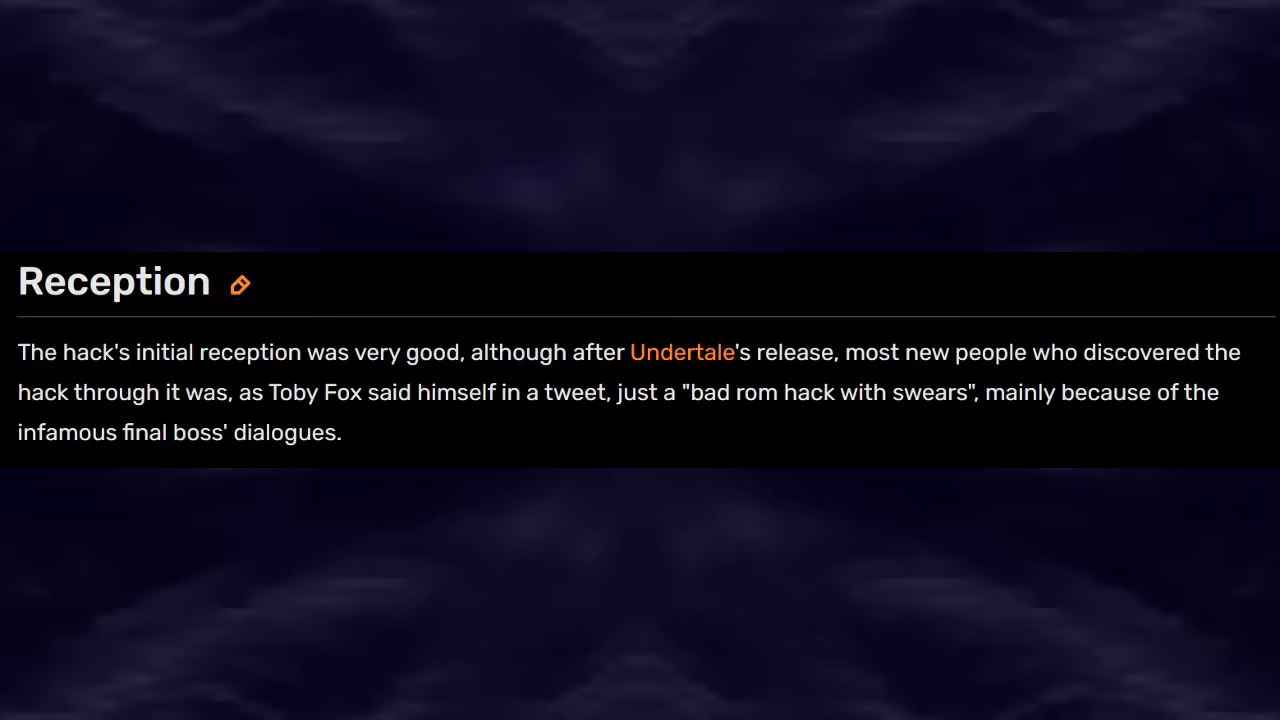 Reception
The hack's initial reception was very good, although after Undertale's release, most new people who discovered the
hack through it was, as Toby Fox said himself in a tweet, just a "bad rom hack with swears", mainly because of the
infamous final boss' dialogues.